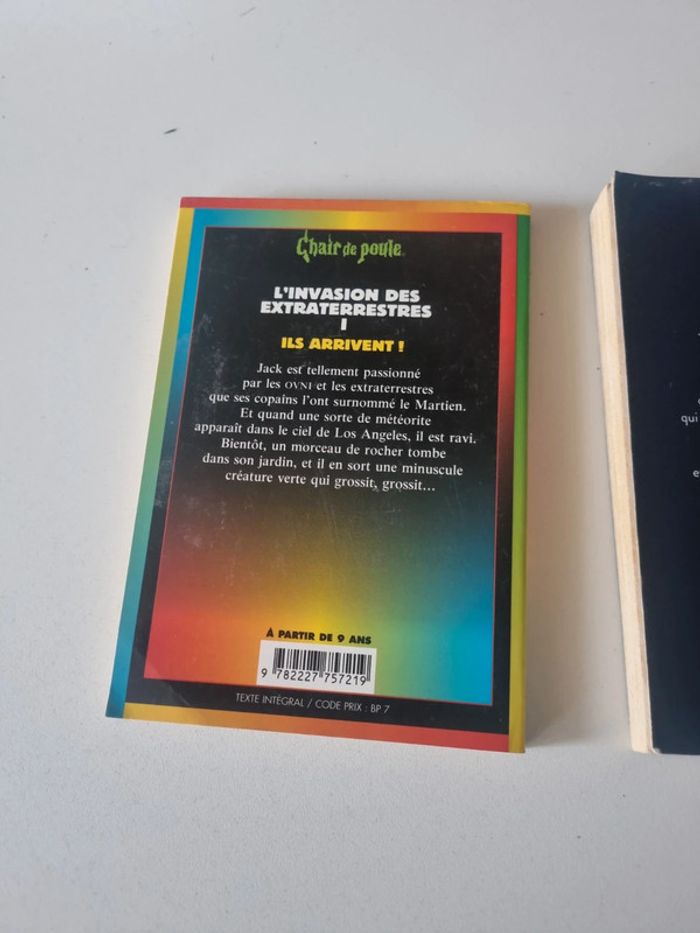 Chair de poule
L'INVASION DES
EXTRATERRESTRES
I
ILS ARRIVENT !
Jack est tellement passionné
par les OVNI et les extraterrestres
que ses copains l'ont surnommé le Martien.
Et quand une sorte de météorite
apparaît dans le ciel de Los Angeles, il est ravi.
Bientôt, un morceau de rocher tombe
dans son jardin, et il en sort une minuscule
créature verte qui grossit, grossit...
À PARTIR DE 9 ANS
9 782227 757219
TEXTE INTÉGRAL / CODE PRIX : BP 7
qui